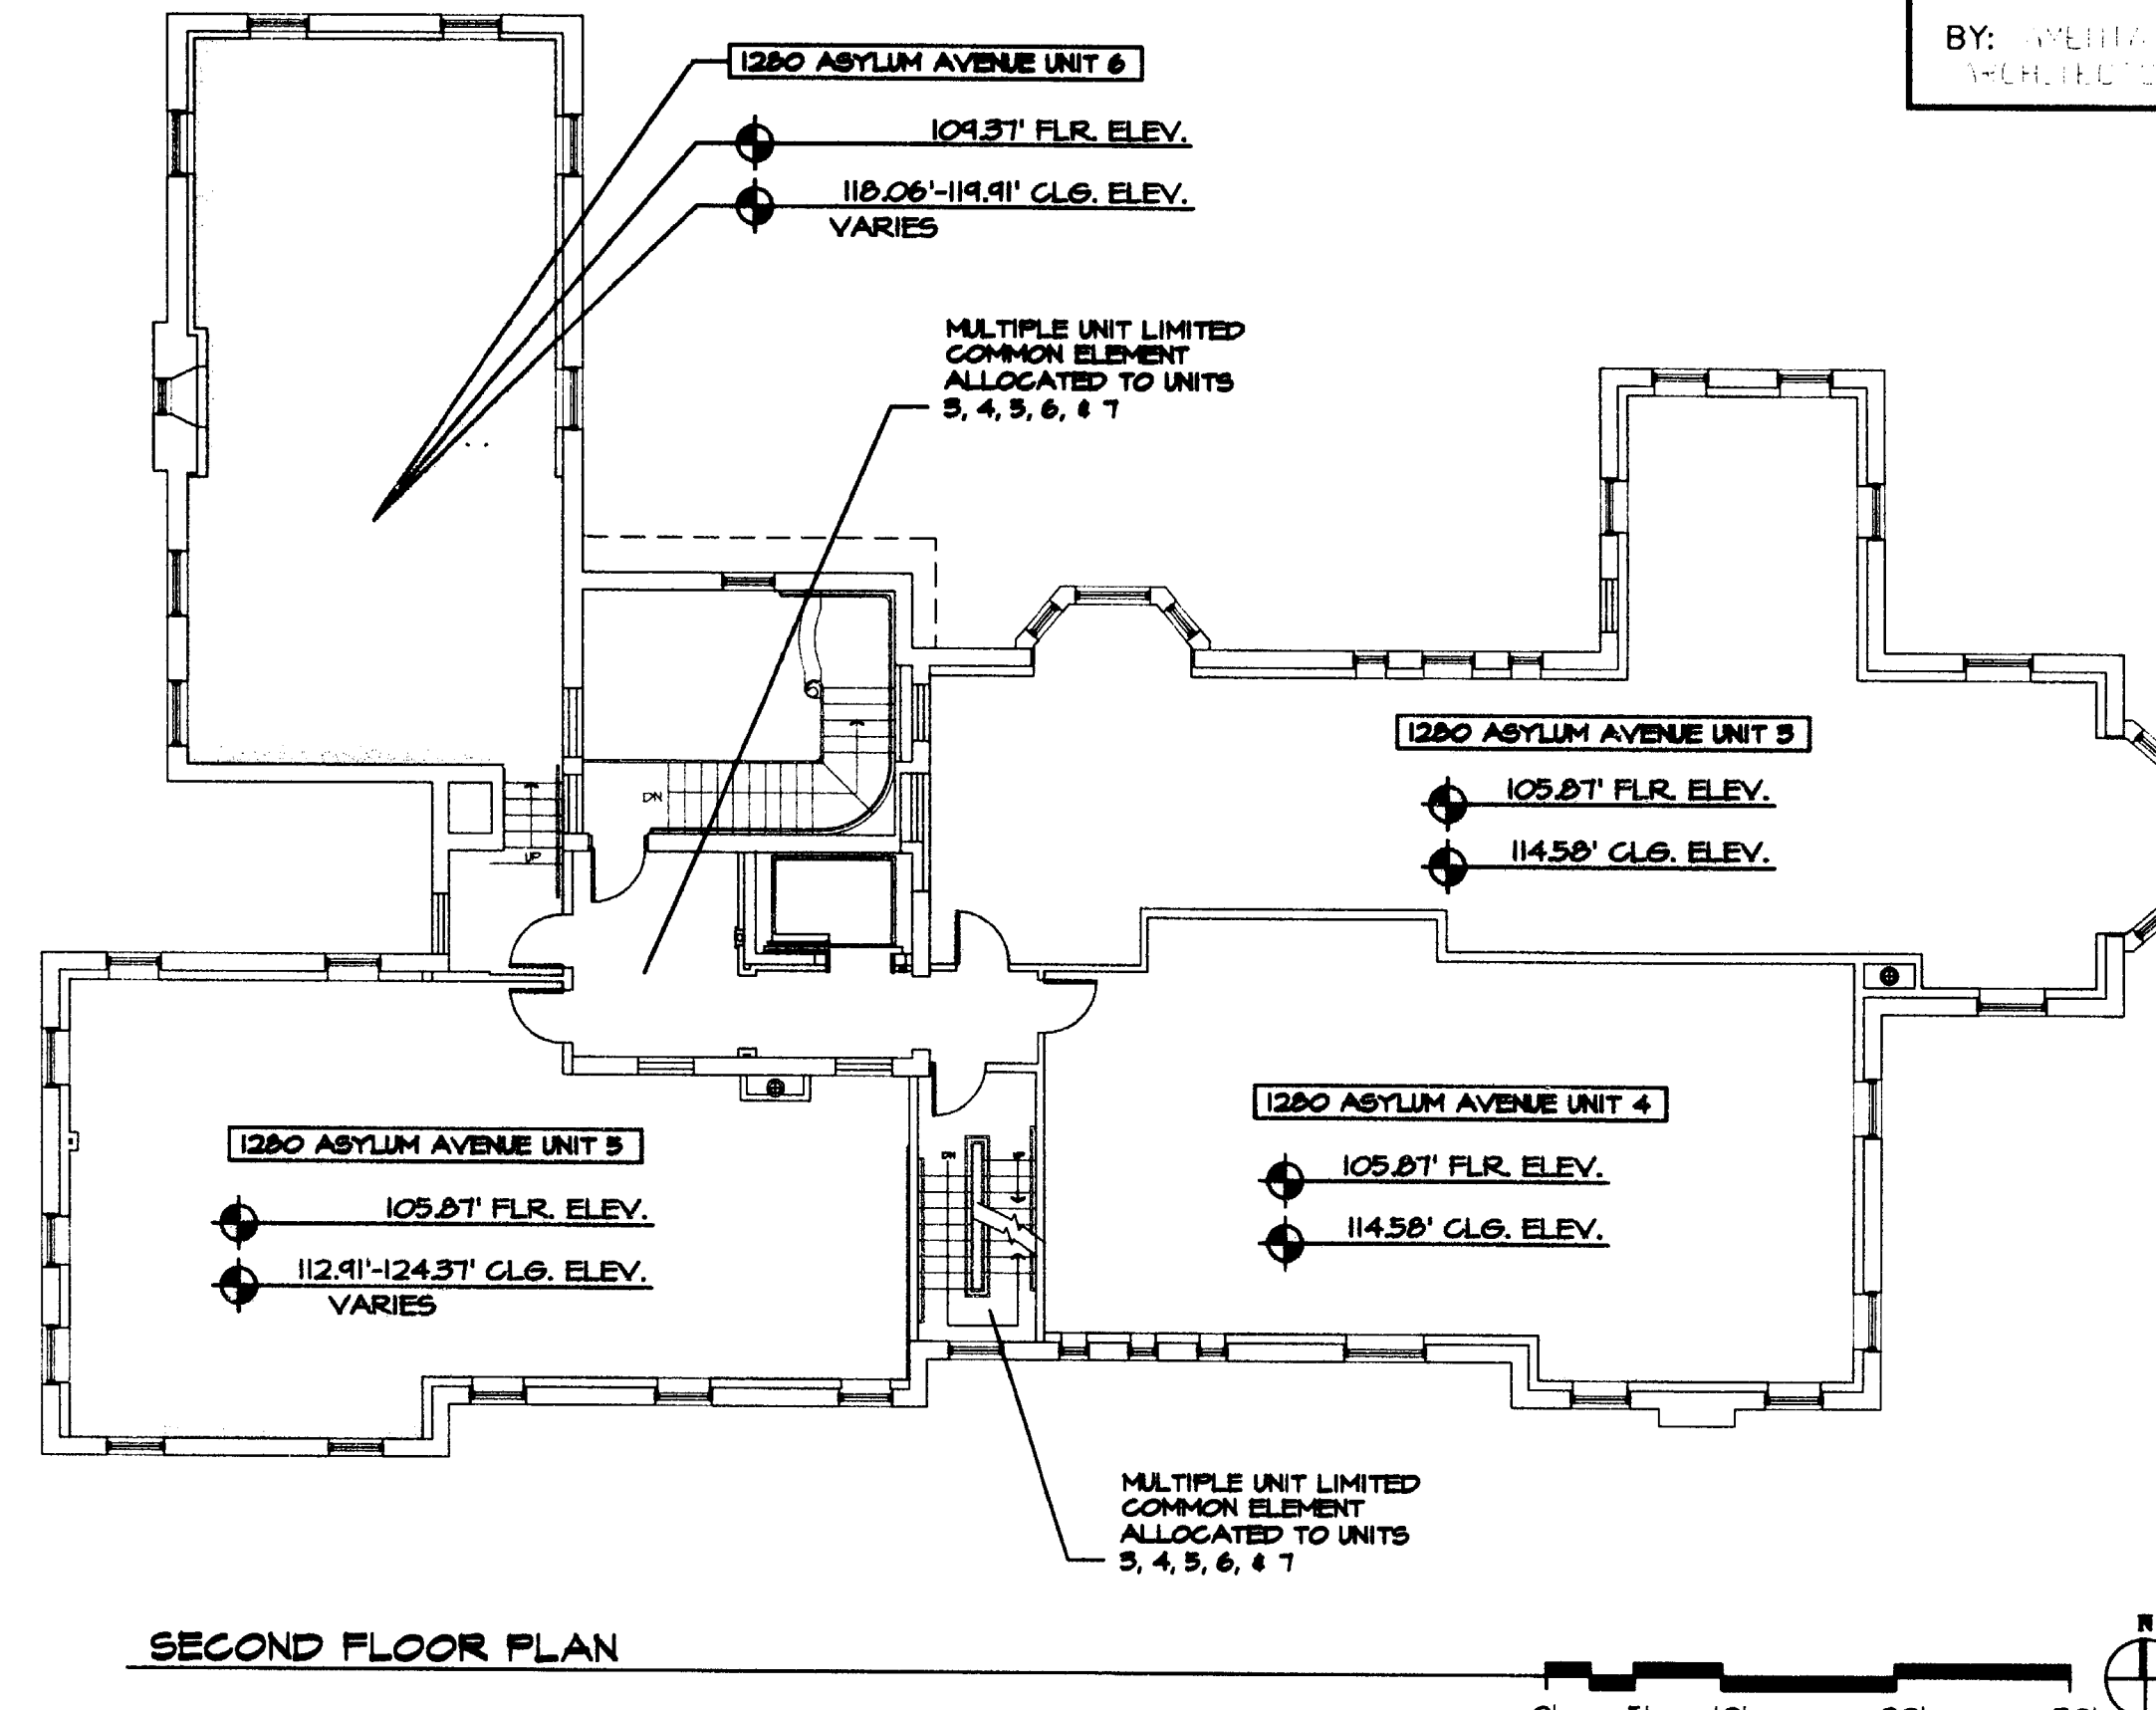 BY:
1280 ASYLUM AVENUE UNIT 6
109.37' FLR. ELEV.
118.06'-119.91' CLG. ELEV.
VARIES
MULTIPLE UNIT LIMITED
COMMON ELEMENT
ALLOCATED TO UNITS
3, 4, 5, 6, & 7
1280 ASYLUM AVENUE UNIT 3
105.87' FLR. ELEV.
114.58' CLG. ELEV.
DN
UP
1280 ASYLUM AVENUE UNIT 4
105.87' FLR. ELEV.
114.58' CLG. ELEV.
1280 ASYLUM AVENUE UNIT 5
105.87' FLR. ELEV.
112.91'-124.37' CLG. ELEV.
VARIES
DN
UP
MULTIPLE UNIT LIMITED
COMMON ELEMENT
ALLOCATED TO UNITS
3, 4, 5, 6, & 7
SECOND FLOOR PLAN
N